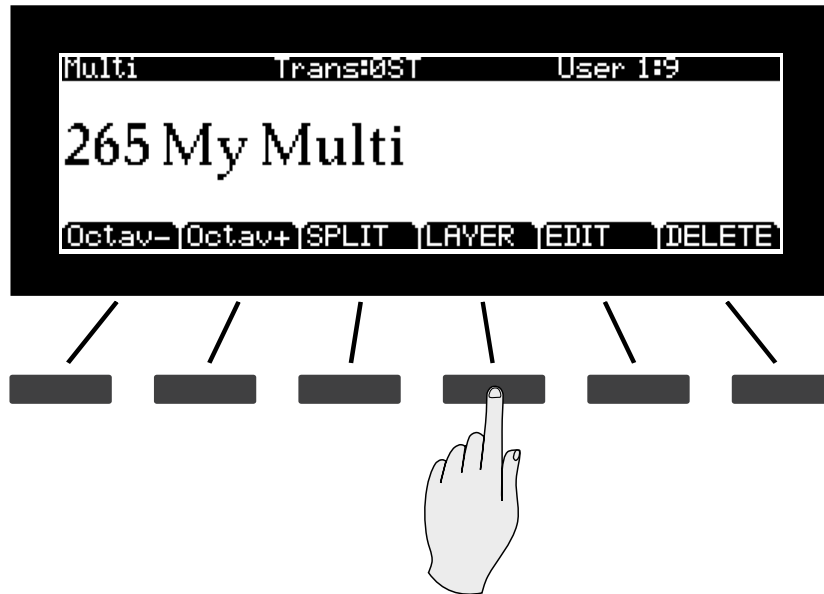 Multi Trans:0ST User 1:9
265 My Multi
Octav- Octav+ SPLIT LAYER EDIT DELETE